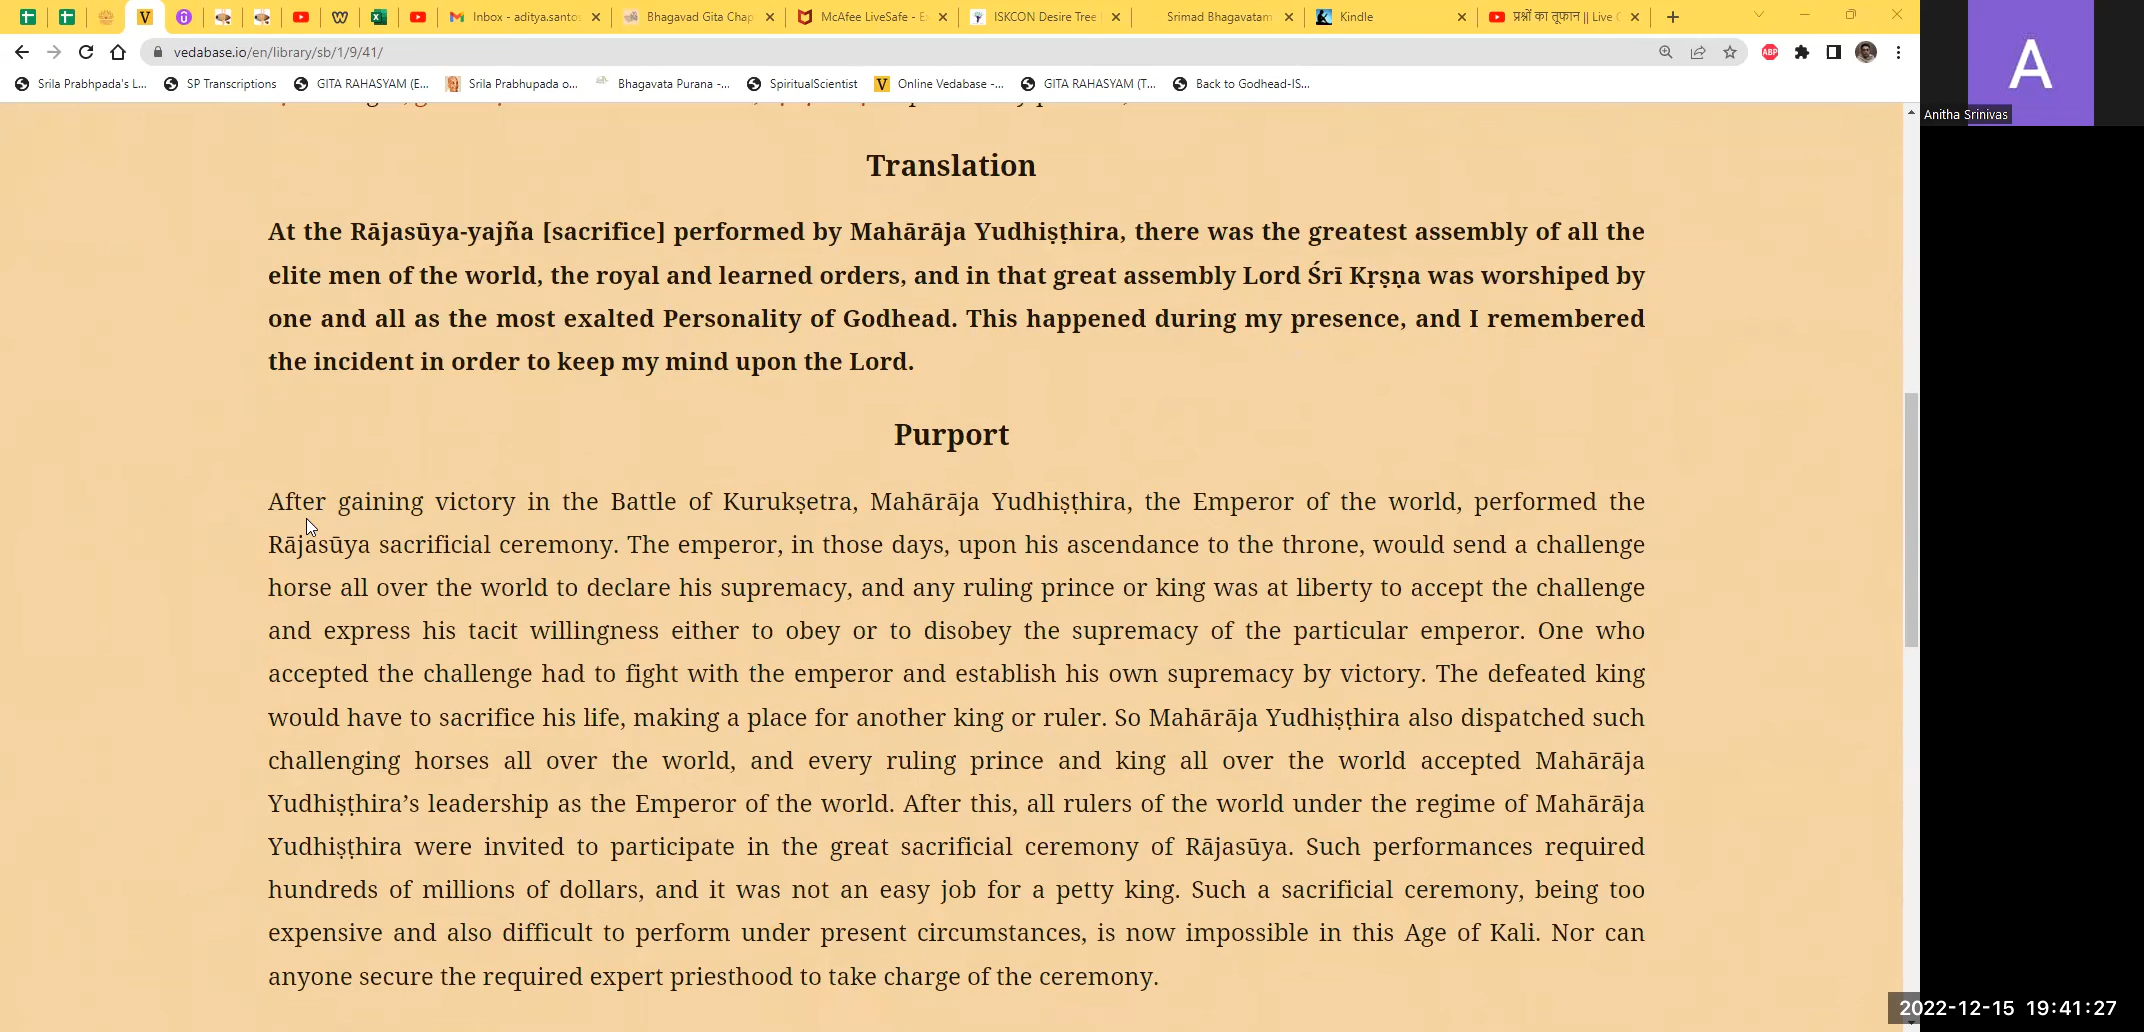 Inbox - aditya.santo
Bhagavad Gita Chap
McAfee LiveSafe - E
ISKCON Desire Tree
Srimad Bhagavatam
Kindle
प्रश्नों का तूफान || Live
vedabase.io/en/library/sb/1/9/41/
ABP
Srila Prabhpada's L...
SP Transcriptions
GITA RAHASYAM (E...
Srila Prabhupada o...
Bhagavata Purana -...
SpiritualScientist
V Online Vedabase -...
GITA RAHASYAM (T...
Back to Godhead-IS...
A
Anitha Srinivas
Translation
At the Rājasūya-yajña [sacrifice] performed by Mahārāja Yudhiṣṭhira, there was the greatest assembly of all the
elite men of the world, the royal and learned orders, and in that great assembly Lord Śrī Kṛṣṇa was worshiped by
one and all as the most exalted Personality of Godhead. This happened during my presence, and I remembered
the incident in order to keep my mind upon the Lord.
Purport
After gaining victory in the Battle of Kurukṣetra, Mahārāja Yudhiṣṭhira, the Emperor of the world, performed the
Rājasūya sacrificial ceremony. The emperor, in those days, upon his ascendance to the throne, would send a challenge
horse all over the world to declare his supremacy, and any ruling prince or king was at liberty to accept the challenge
and express his tacit willingness either to obey or to disobey the supremacy of the particular emperor. One who
accepted the challenge had to fight with the emperor and establish his own supremacy by victory. The defeated king
would have to sacrifice his life, making a place for another king or ruler. So Mahārāja Yudhiṣṭhira also dispatched such
challenging horses all over the world, and every ruling prince and king all over the world accepted Mahārāja
Yudhiṣṭhira’s leadership as the Emperor of the world. After this, all rulers of the world under the regime of Mahārāja
Yudhiṣṭhira were invited to participate in the great sacrificial ceremony of Rājasūya. Such performances required
hundreds of millions of dollars, and it was not an easy job for a petty king. Such a sacrificial ceremony, being too
expensive and also difficult to perform under present circumstances, is now impossible in this Age of Kali. Nor can
anyone secure the required expert priesthood to take charge of the ceremony.
2022-12-15 19:41:27